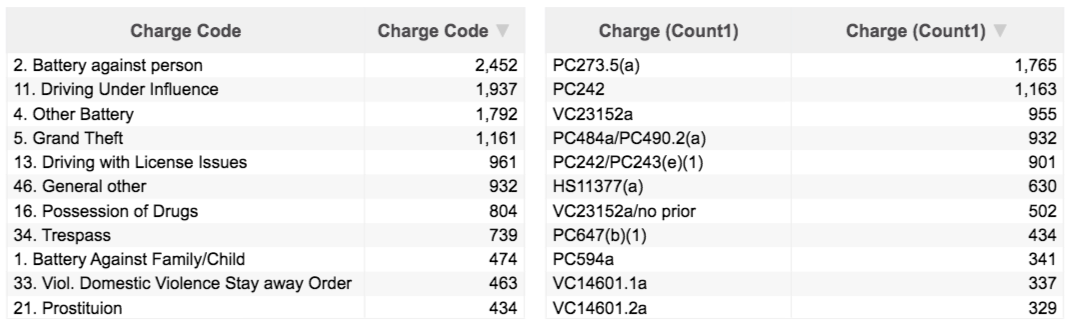 Charge Code Charge Code ▼
2. Battery against person 2,452
11. Driving Under Influence 1,937
4. Other Battery 1,792
5. Grand Theft 1,161
13. Driving with License Issues 961
46. General other 932
16. Possession of Drugs 804
34. Trespass 739
1. Battery Against Family/Child 474
33. Viol. Domestic Violence Stay away Order 463
21. Prostituion 434
Charge (Count1) Charge (Count1) ▼
PC273.5(a) 1,765
PC242 1,163
VC23152a 955
PC484a/PC490.2(a) 932
PC242/PC243(e)(1) 901
HS11377(a) 630
VC23152a/no prior 502
PC647(b)(1) 434
PC594a 341
VC14601.1a 337
VC14601.2a 329